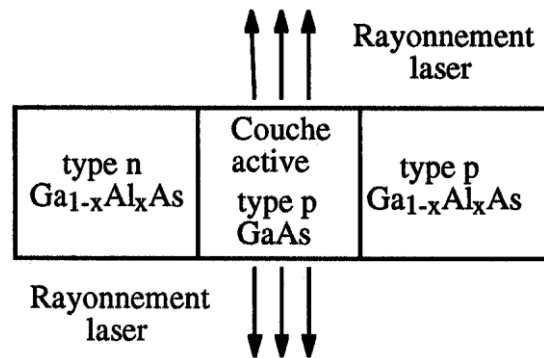 Rayonnement
laser
type n
Ga₁₋ₓAlₓAs
Couche
active
type p
GaAs
type p
Ga₁₋ₓAlₓAs
Rayonnement
laser